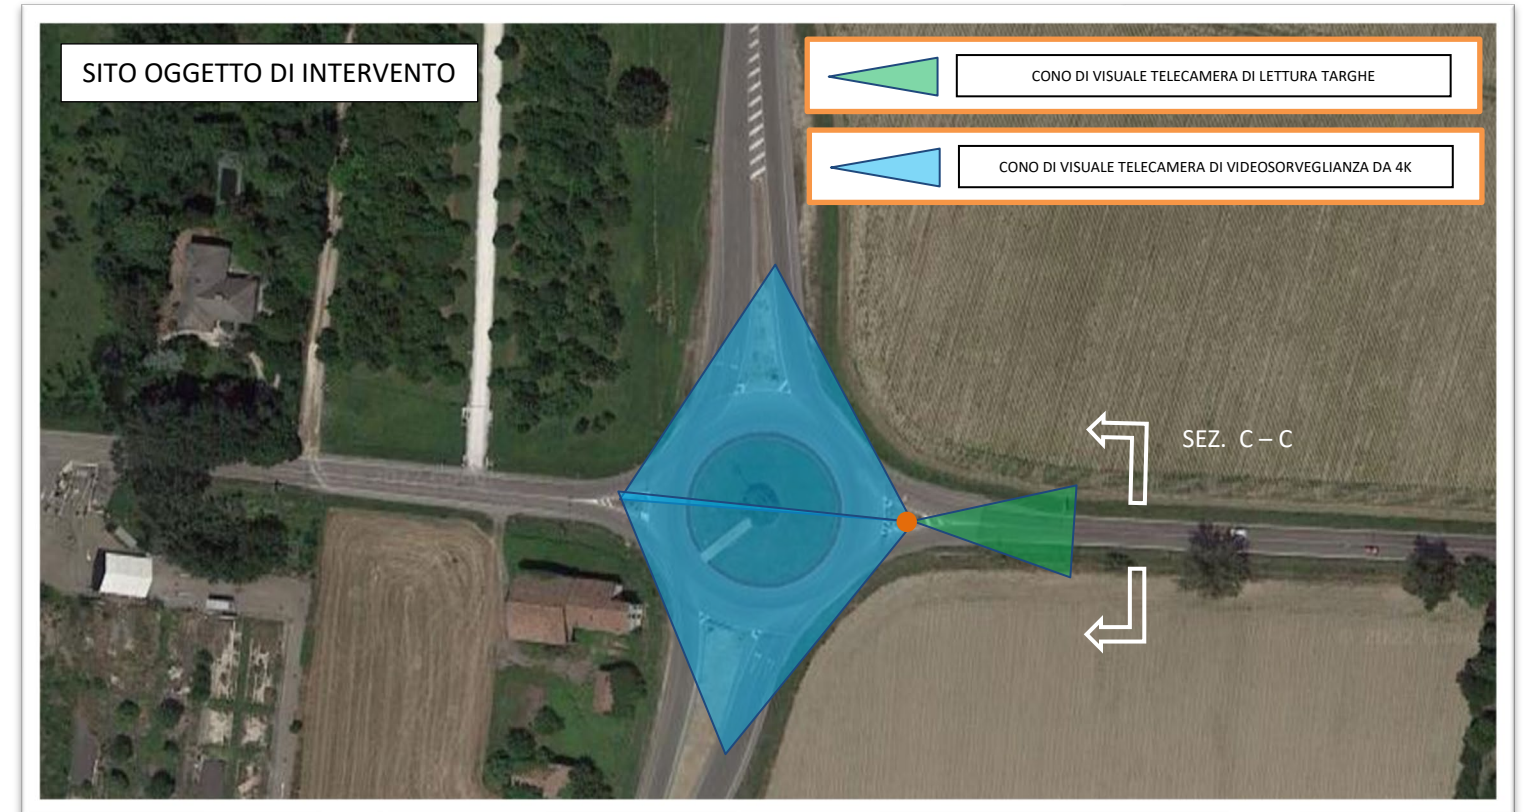 SITO OGGETTO DI INTERVENTO
CONO DI VISUALE TELECAMERA DI LETTURA TARGHE
CONO DI VISUALE TELECAMERA DI VIDEOSORVEGLIANZA DA 4K
SEZ. C – C